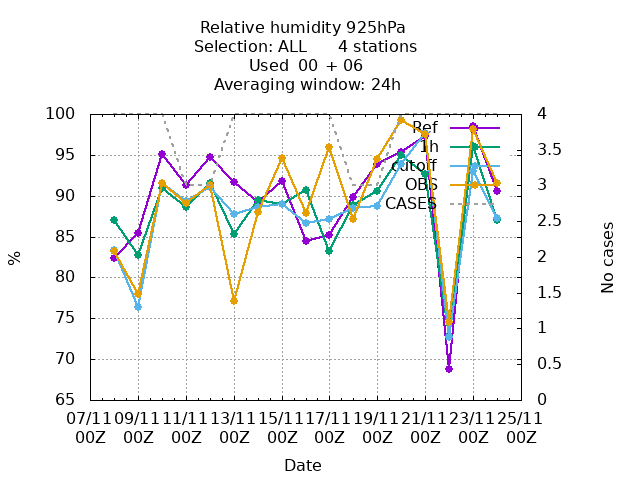 Relative humidity 925hPa
Selection: ALL 4 stations
Used 00 + 06
Averaging window: 24h
100
95
90
85
80
75
70
65
%
4
3.5
3
2.5
2
1.5
1
0.5
0
No cases
Ref
1h
Cutoff
OBS
CASES
07/11 09/11 11/11 13/11 15/11 17/11 19/11 21/11 23/11 25/11
00Z 00Z 00Z 00Z 00Z 00Z 00Z 00Z 00Z 00Z
Date